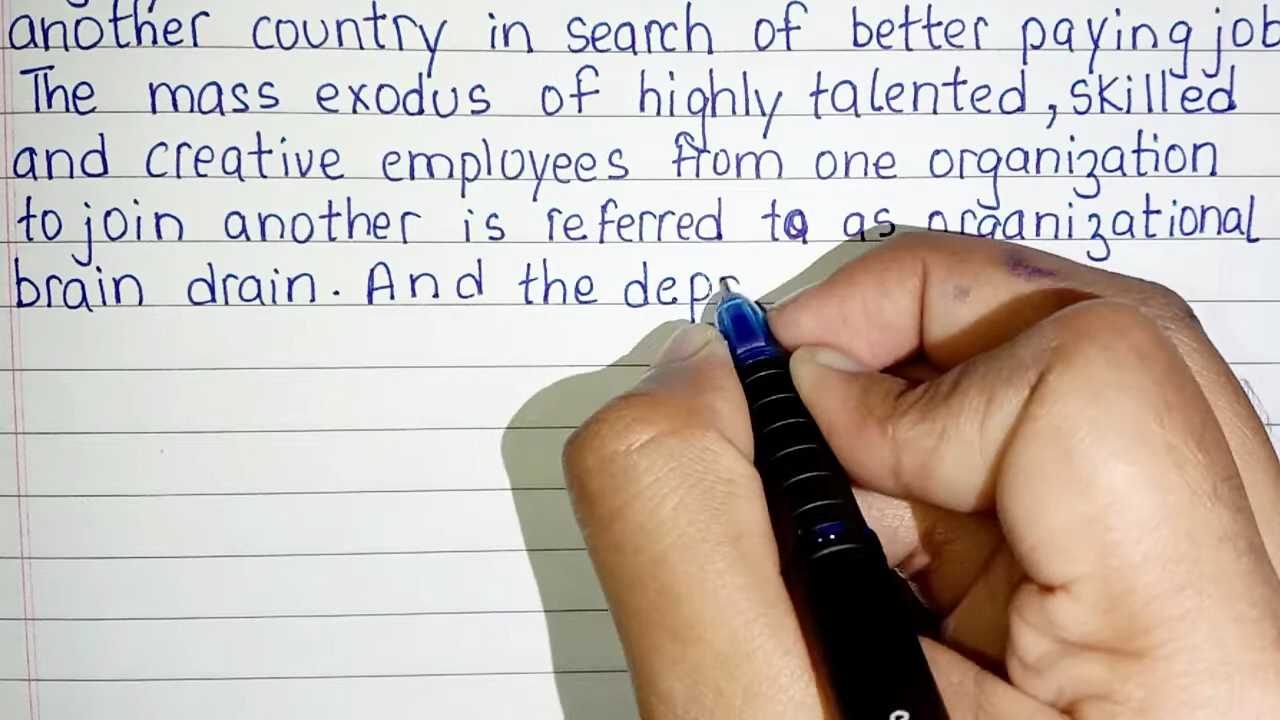 another country in search of better paying job
The mass exodus of highly talented, skilled
and creative employees from one organization
to join another is referred to as organizational
brain drain. And the dep